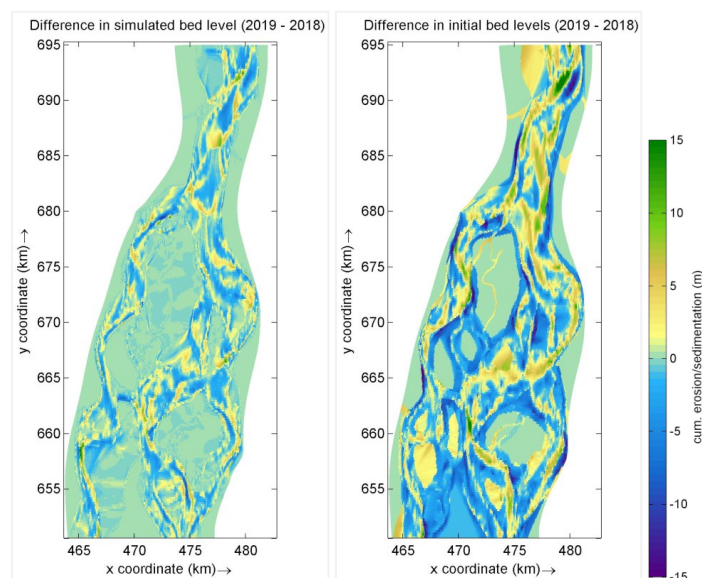 Difference in simulated bed level (2019 - 2018)
695
690
685
680
675
670
665
660
655
y coordinate (km)→
465 470 475 480
x coordinate (km)→
Difference in initial bed levels (2019 - 2018)
695
690
685
680
675
670
665
660
655
y coordinate (km)→
465 470 475 480
x coordinate (km)→
15
10
5
0
-5
-10
-15
cum. erosion/sedimentation (m)